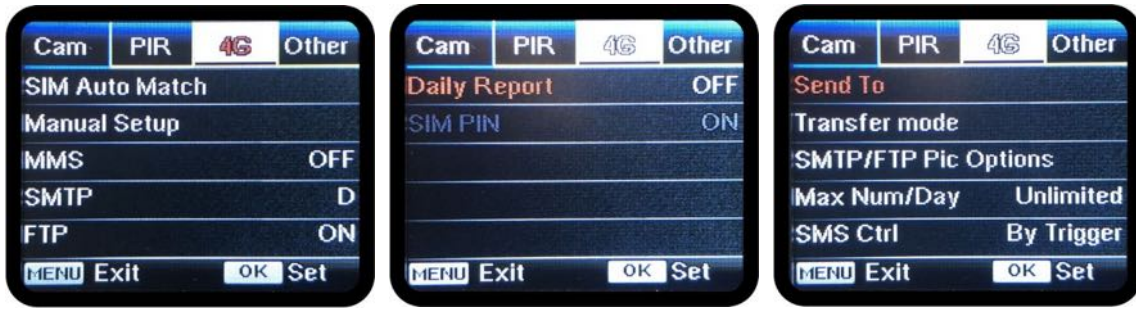 Cam PIR 4G Other
SIM Auto Match
Manual Setup
MMS OFF
SMTP D
FTP ON
MENU Exit OK Set
Cam PIR 4G Other
Daily Report OFF
SIM PIN ON
MENU Exit OK Set
Cam PIR 4G Other
Send To
Transfer mode
SMTP/FTP Pic Options
Max Num/Day Unlimited
SMS Ctrl By Trigger
MENU Exit OK Set